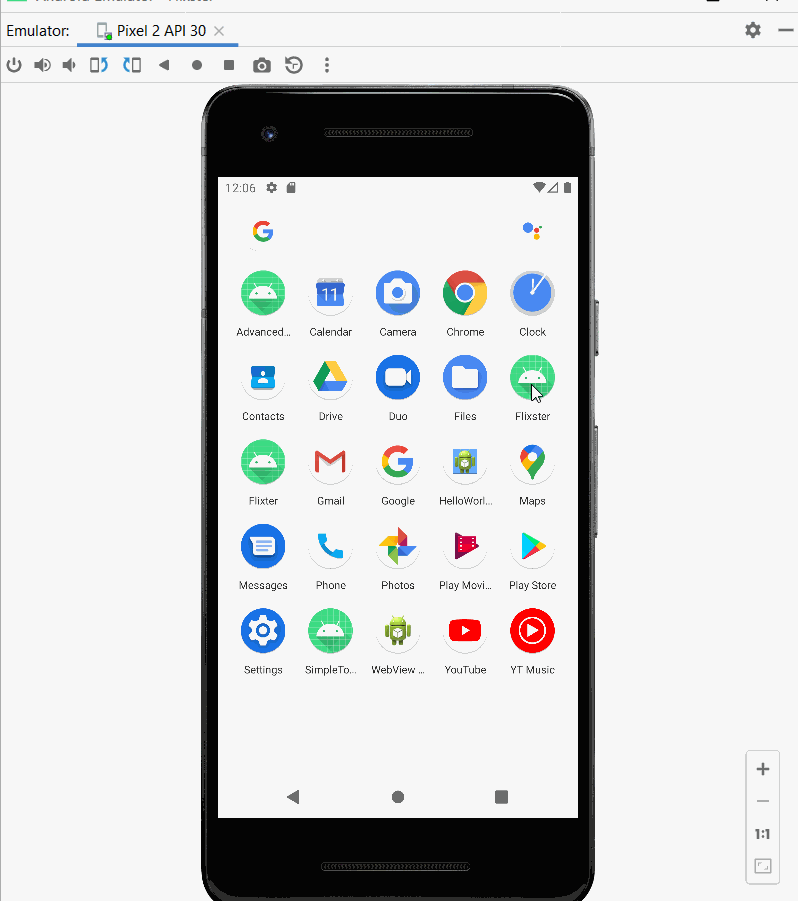 Emulator: Pixel 2 API 30
12:06
11
Advanced... Calendar Camera Chrome Clock
Contacts Drive Duo Files Flixster
Flixter Gmail Google HelloWorl... Maps
Messages Phone Photos Play Movi... Play Store
Settings SimpleTo... WebView ... YouTube YT Music
1:1